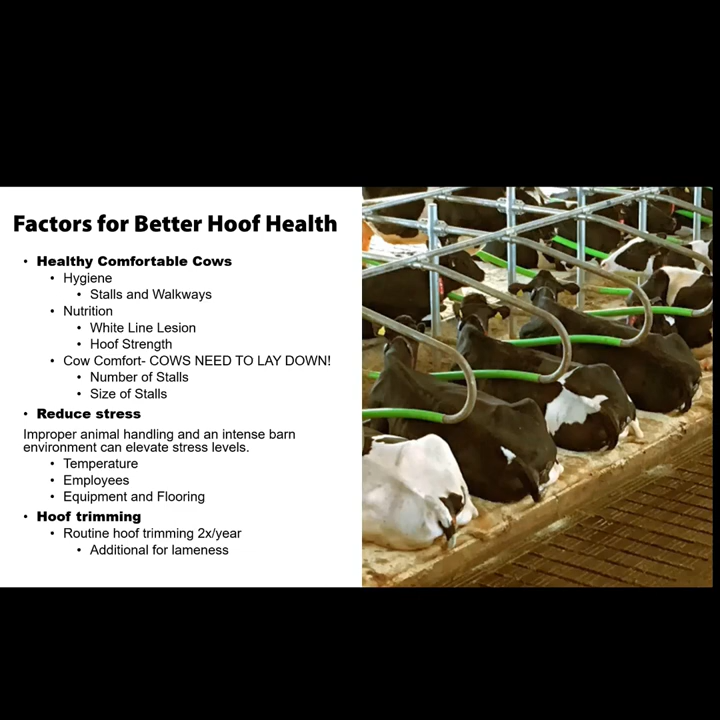 Factors for Better Hoof Health
• Healthy Comfortable Cows
• Hygiene
• Stalls and Walkways
• Nutrition
• White Line Lesion
• Hoof Strength
• Cow Comfort- COWS NEED TO LAY DOWN!
• Number of Stalls
• Size of Stalls
• Reduce stress
Improper animal handling and an intense barn
environment can elevate stress levels.
• Temperature
• Employees
• Equipment and Flooring
• Hoof trimming
• Routine hoof trimming 2x/year
• Additional for lameness